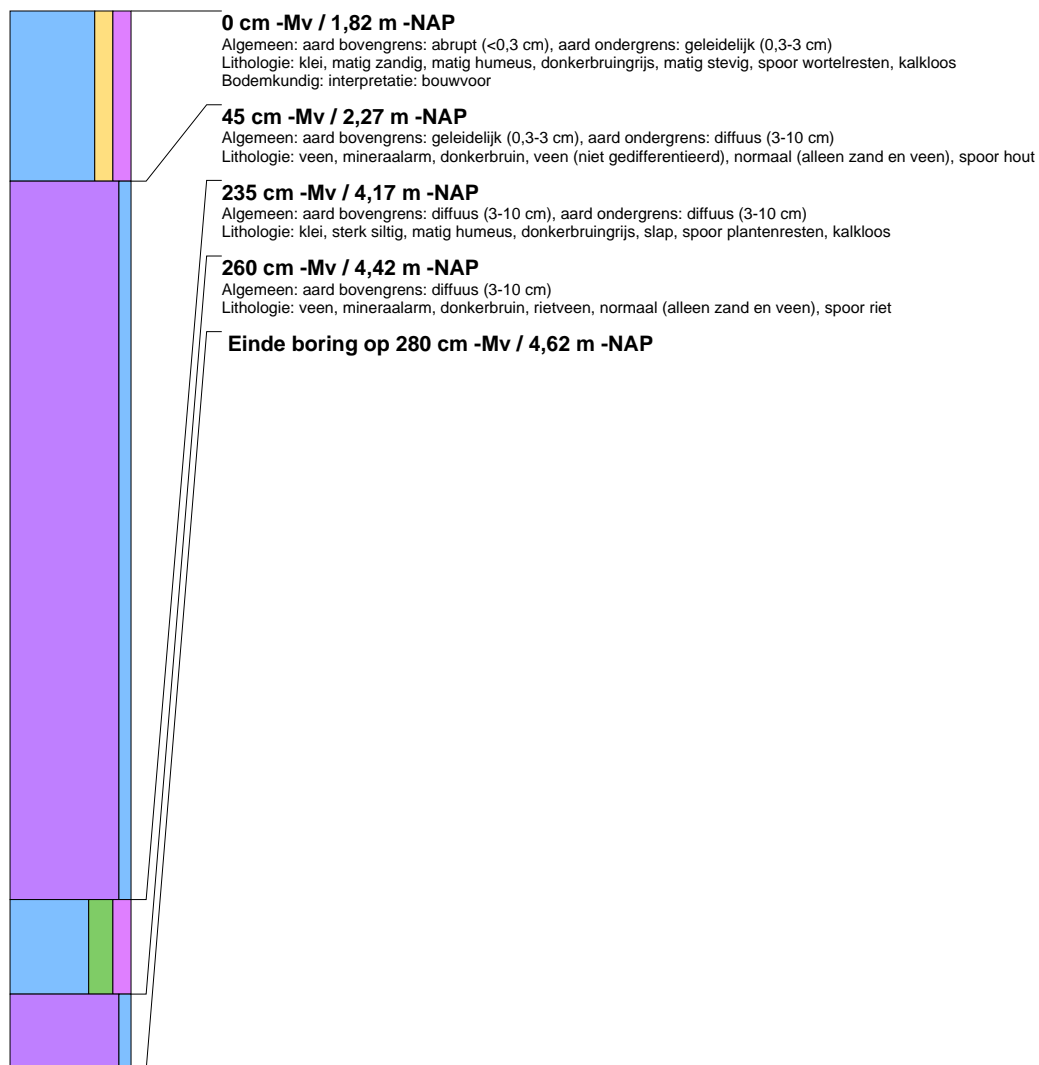 0 cm -Mv / 1,82 m -NAP
Algemeen: aard bovengrens: abrupt (<0,3 cm), aard ondergrens: geleidelijk (0,3-3 cm)
Lithologie: klei, matig zandig, matig humeus, donkerbruingrijs, matig stevig, spoor wortelresten, kalkloos
Bodemkundig: interpretatie: bouwvoor
45 cm -Mv / 2,27 m -NAP
Algemeen: aard bovengrens: geleidelijk (0,3-3 cm), aard ondergrens: diffuus (3-10 cm)
Lithologie: veen, mineraalarm, donkerbruin, veen (niet gedifferentieerd), normaal (alleen zand en veen), spoor hout
235 cm -Mv / 4,17 m -NAP
Algemeen: aard bovengrens: diffuus (3-10 cm), aard ondergrens: diffuus (3-10 cm)
Lithologie: klei, sterk siltig, matig humeus, donkerbruingrijs, slap, spoor plantenresten, kalkloos
260 cm -Mv / 4,42 m -NAP
Algemeen: aard bovengrens: diffuus (3-10 cm)
Lithologie: veen, mineraalarm, donkerbruin, rietveen, normaal (alleen zand en veen), spoor riet
Einde boring op 280 cm -Mv / 4,62 m -NAP